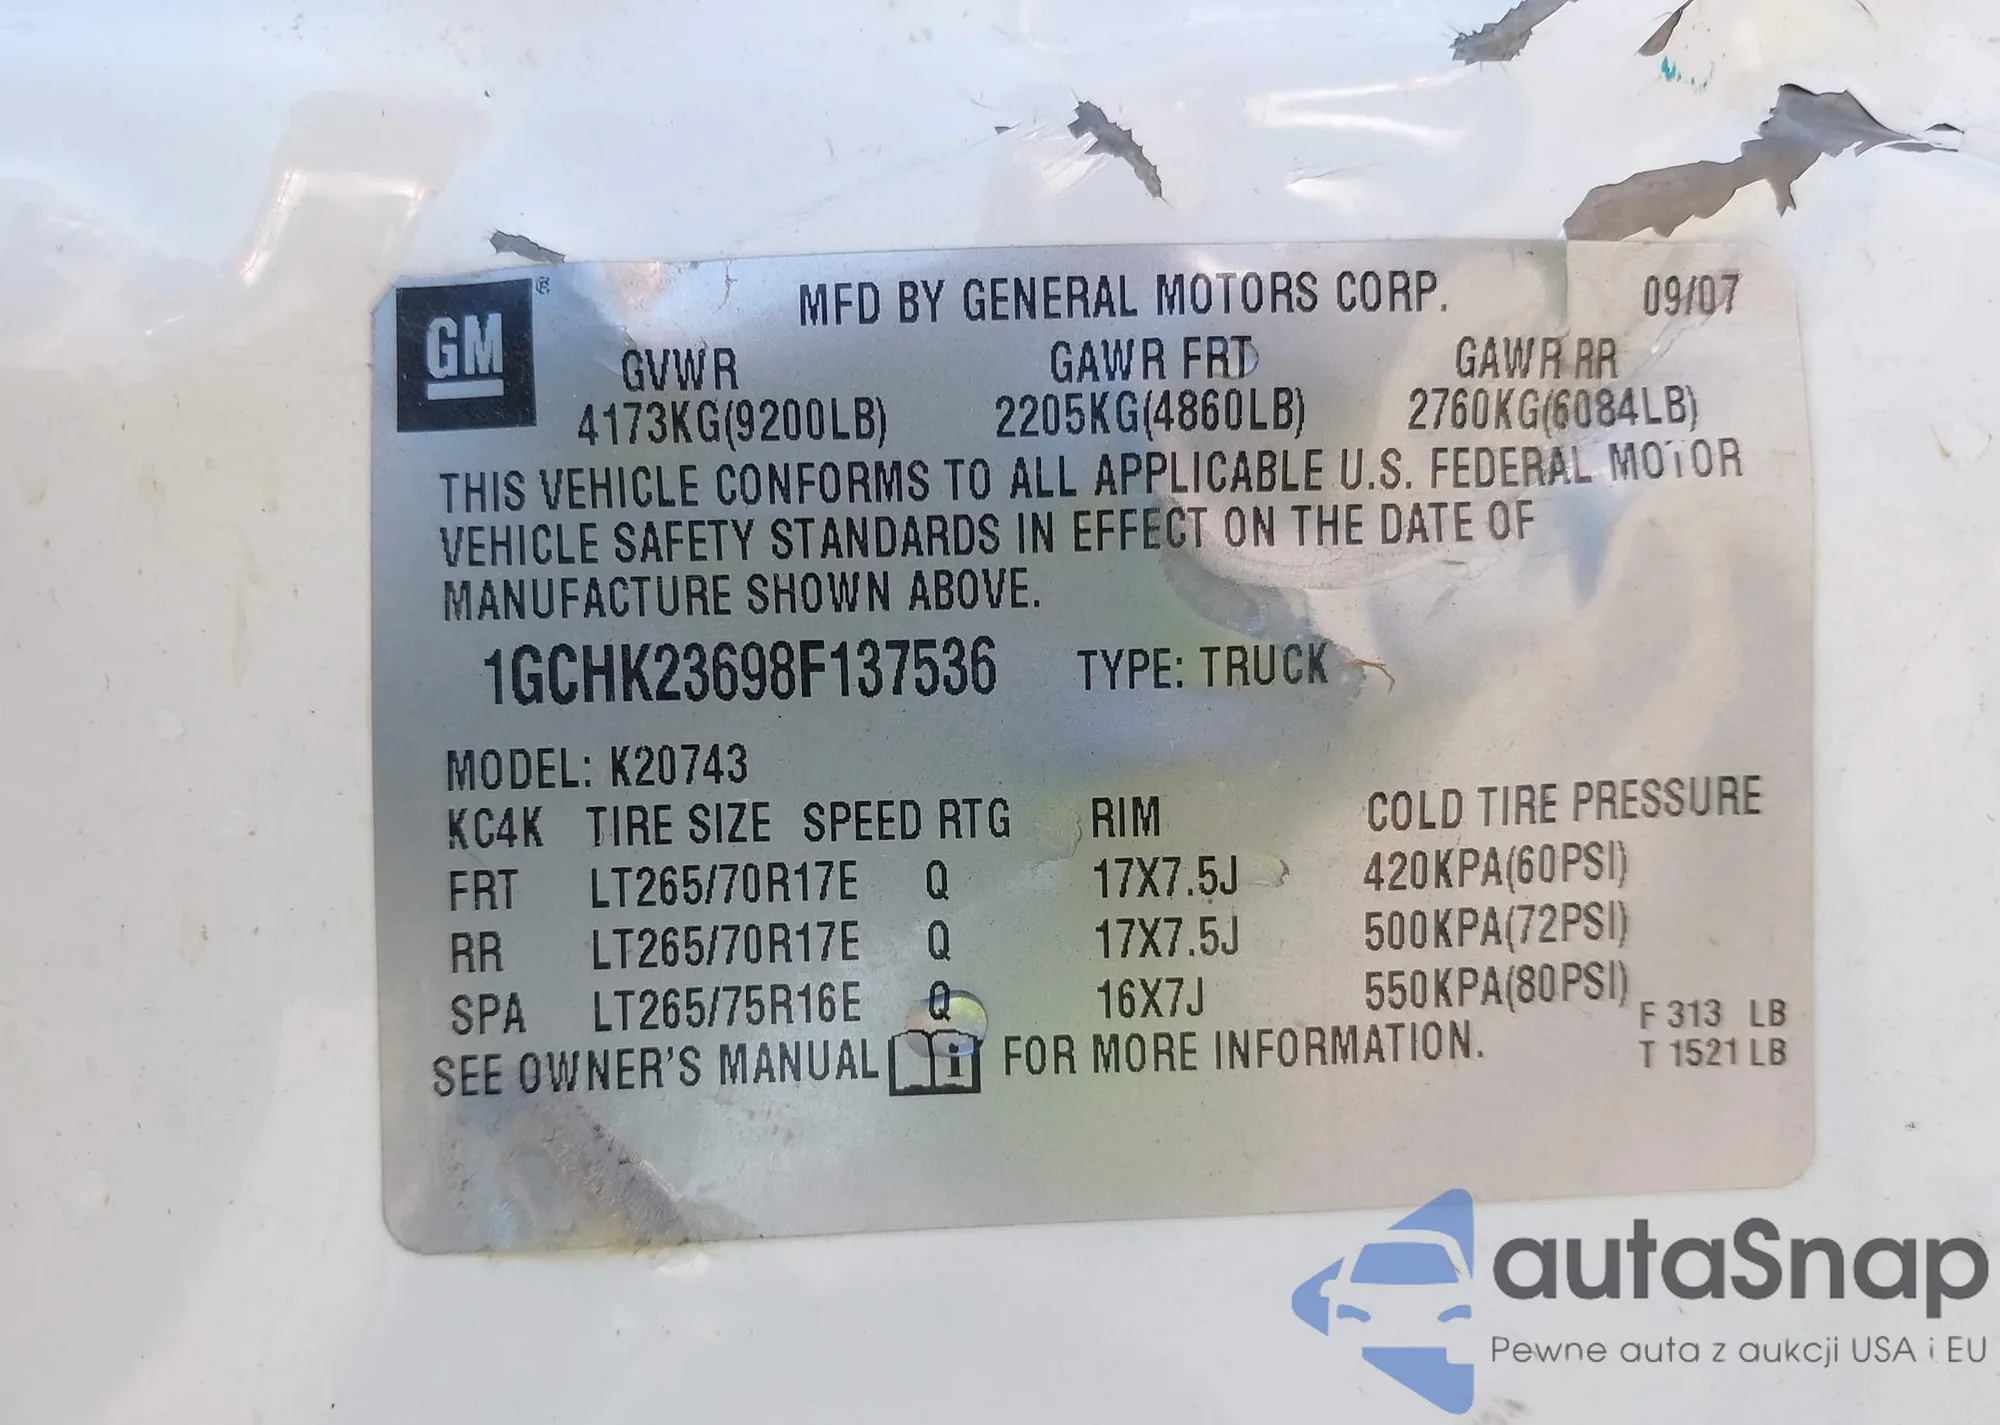 GM ®
MFD BY GENERAL MOTORS CORP. 09/07
GVWR GAWR FRT GAWR RR
4173KG(9200LB) 2205KG(4860LB) 2760KG(6084LB)
THIS VEHICLE CONFORMS TO ALL APPLICABLE U.S. FEDERAL MOTOR
VEHICLE SAFETY STANDARDS IN EFFECT ON THE DATE OF
MANUFACTURE SHOWN ABOVE.
1GCHK23698F137536 TYPE: TRUCK
MODEL: K20743
KC4K TIRE SIZE SPEED RTG RIM COLD TIRE PRESSURE
FRT LT265/70R17E Q 17X7.5J 420KPA(60PSI)
RR LT265/70R17E Q 17X7.5J 500KPA(72PSI)
SPA LT265/75R16E Q 16X7J 550KPA(80PSI)
F 313 LB
SEE OWNER'S MANUAL i FOR MORE INFORMATION. T 1521 LB
autaSnap
Pewne auta z aukcji USA i EU